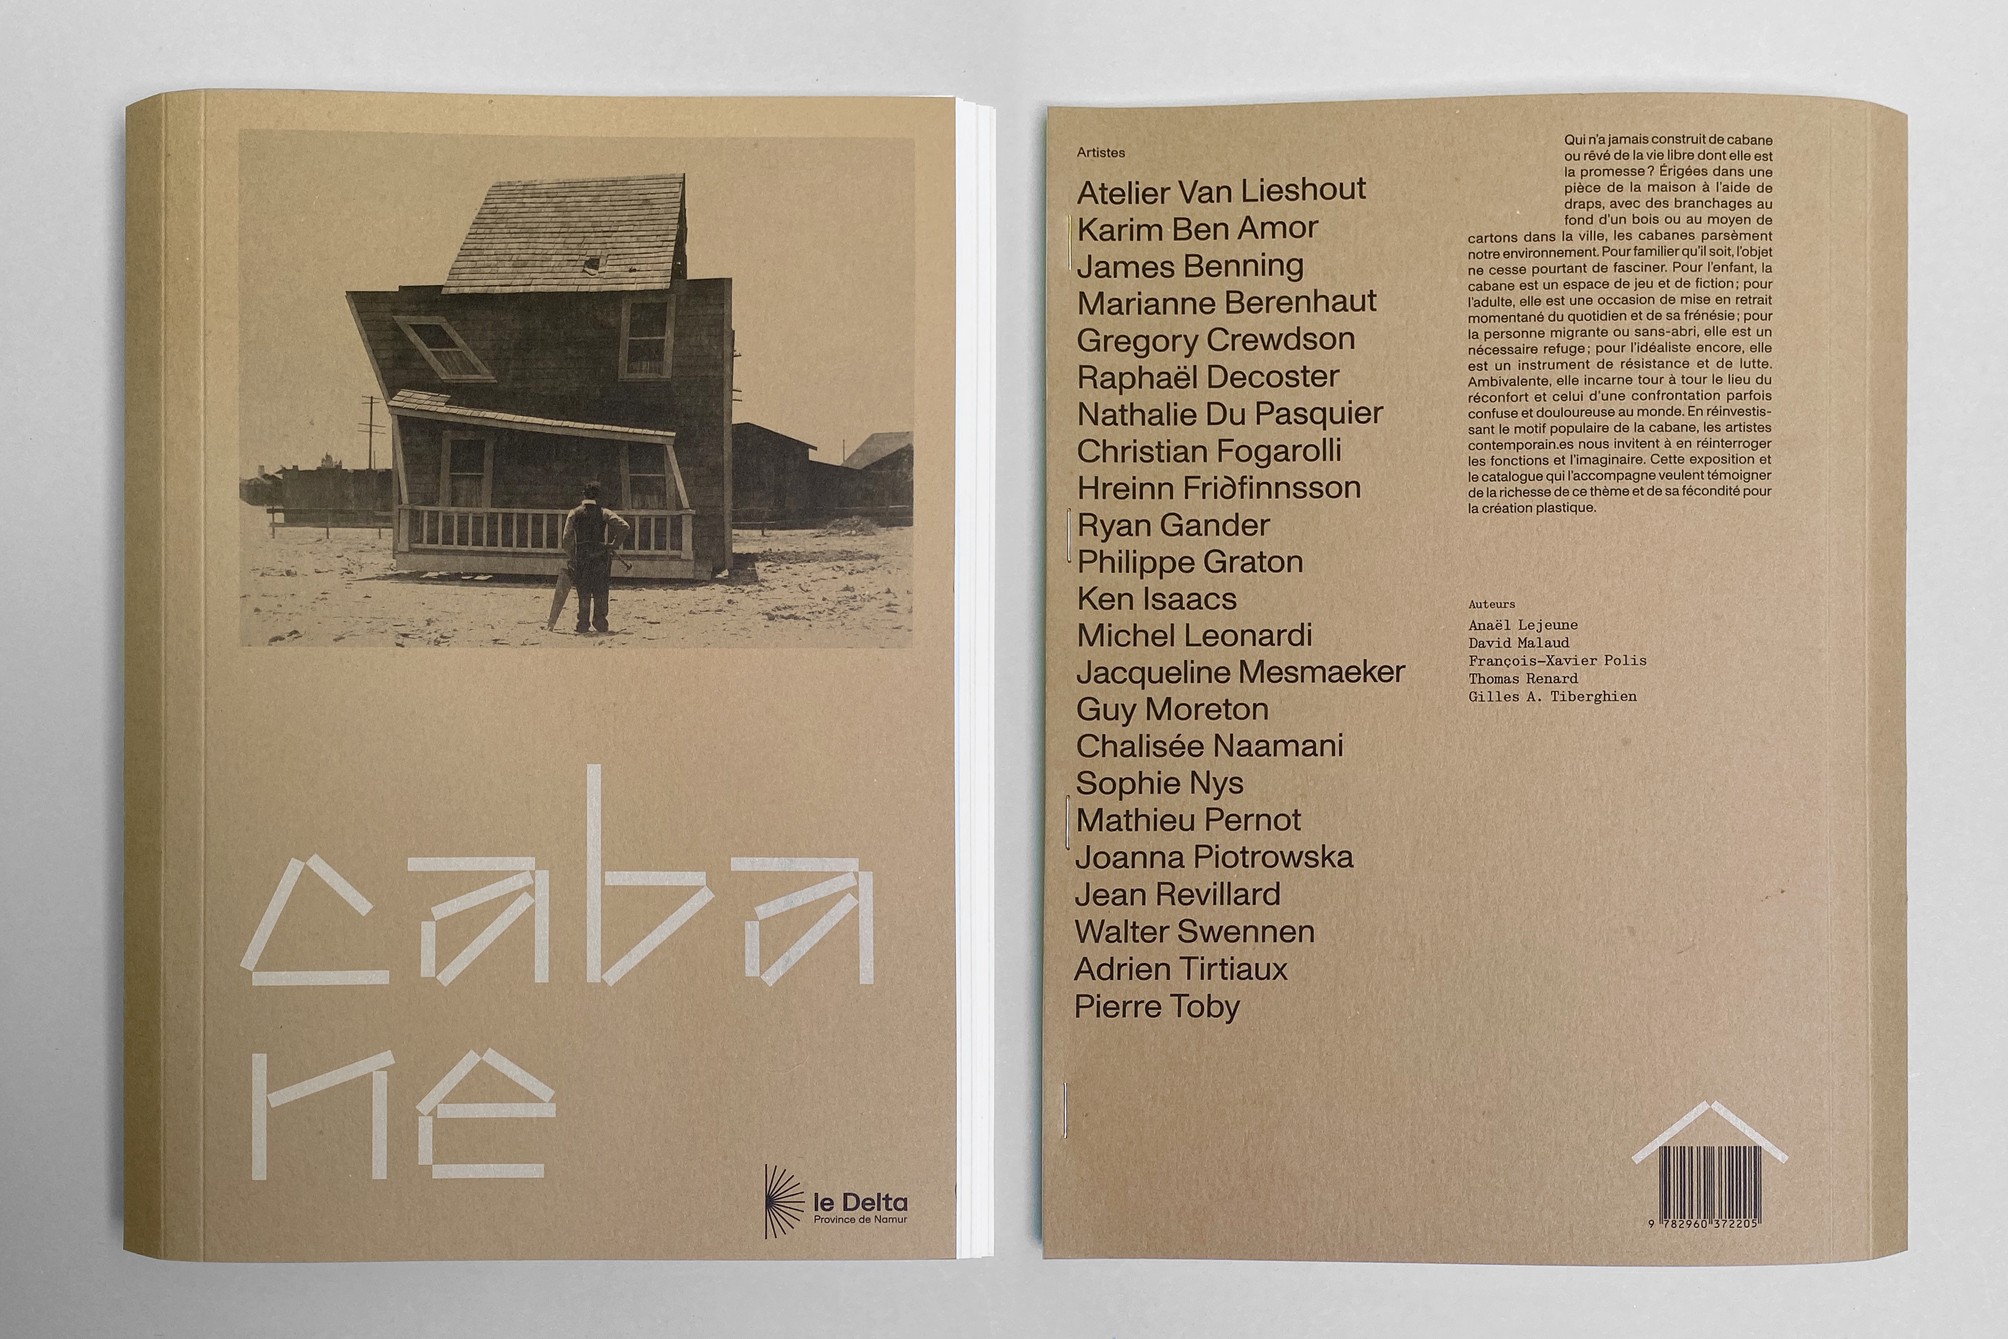 caba
ne
le Delta
Province de Namur
Artistes
Atelier Van Lieshout
Karim Ben Amor
James Benning
Marianne Berenhaut
Gregory Crewdson
Raphaël Decoster
Nathalie Du Pasquier
Christian Fogarolli
Hreinn Fri∂finnsson
Ryan Gander
Philippe Graton
Ken Isaacs
Michel Leonardi
Jacqueline Mesmaeker
Guy Moreton
Chalisée Naamani
Sophie Nys
Mathieu Pernot
Joanna Piotrowska
Jean Revillard
Walter Swennen
Adrien Tirtiaux
Pierre Toby
Qui n'a jamais construit de cabane
ou rêvé de la vie libre dont elle est
la promesse ? Érigées dans une
pièce de la maison à l'aide de
draps, avec des branchages au
fond d'un bois ou au moyen de
cartons dans la ville, les cabanes parsèment
notre environnement. Pour familier qu'il soit, l'objet
ne cesse pourtant de fasciner. Pour l'enfant, la
cabane est un espace de jeu et de fiction ; pour
l'adulte, elle est une occasion de mise en retrait
momentané du quotidien et de sa frénésie ; pour
la personne migrante ou sans-abri, elle est un
nécessaire refuge ; pour l'idéaliste encore, elle
est un instrument de résistance et de lutte.
Ambivalente, elle incarne tour à tour le lieu du
réconfort et celui d'une confrontation parfois
confuse et douloureuse au monde. En réinvestis-
sant le motif populaire de la cabane, les artistes
contemporain.es nous invitent à en réinterroger
les fonctions et l'imaginaire. Cette exposition et
le catalogue qui l'accompagne veulent témoigner
de la richesse de ce thème et de sa fécondité pour
la création plastique.
Auteurs
Anaël Lejeune
David Malaud
François-Xavier Polis
Thomas Renard
Gilles A. Tiberghien
9 782960 372205